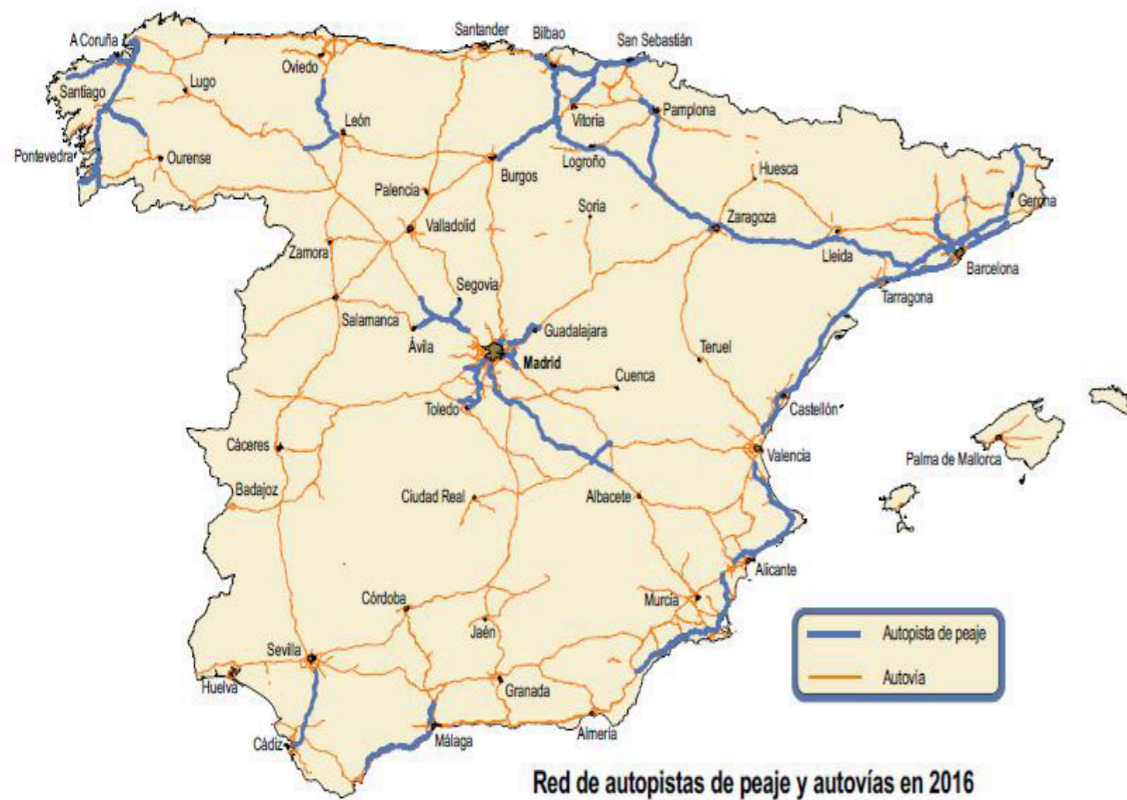 Santander
Bilbao
San Sebastián
A Coruña
Oviedo
Lugo
Santiago
Vitoria
Pamplona
León
Pontevedra
Ourense
Logroño
Burgos
Huesca
Palencia
Soria
Gerona
Valladolid
Zaragoza
Zamora
Lleida
Barcelona
Segovia
Tarragona
Salamanca
Guadalajara
Ávila
Madrid
Teruel
Cuenca
Toledo
Castellón
Cáceres
Valencia
Palma de Mallorca
Badajoz
Ciudad Real
Albacete
Alicante
Córdoba
Murcia
Jaén
Autopista de peaje
Sevilla
Autovía
Huelva
Granada
Almería
Cádiz
Málaga
Red de autopistas de peaje y autovías en 2016